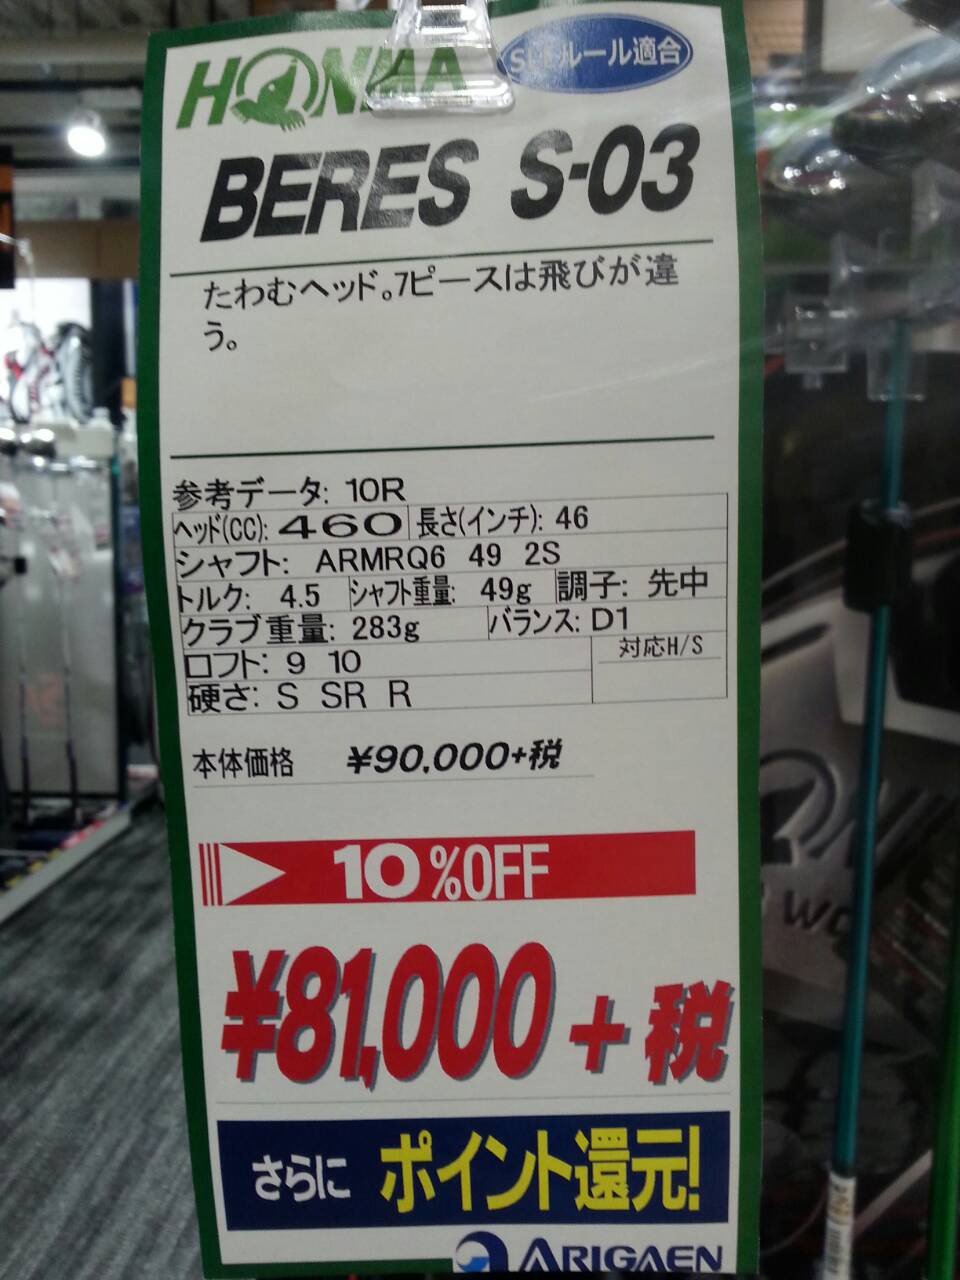 HONMA
SLEルール適合
BERES S-03
たわむヘッド。7ピースは飛びが違
う。
参考データ: 10R
ヘッド(CC): 460 長さ(インチ): 46
シャフト: ARMRQ6 49 2S
トルク: 4.5 シャフト重量: 49g 調子: 先中
クラブ重量: 283g バランス: D1
ロフト: 9 10 対応H/S
硬さ: S SR R
本体価格 ¥90,000+税
10%OFF
¥81,000+税
さらに ポイント還元!
ARIGAEN